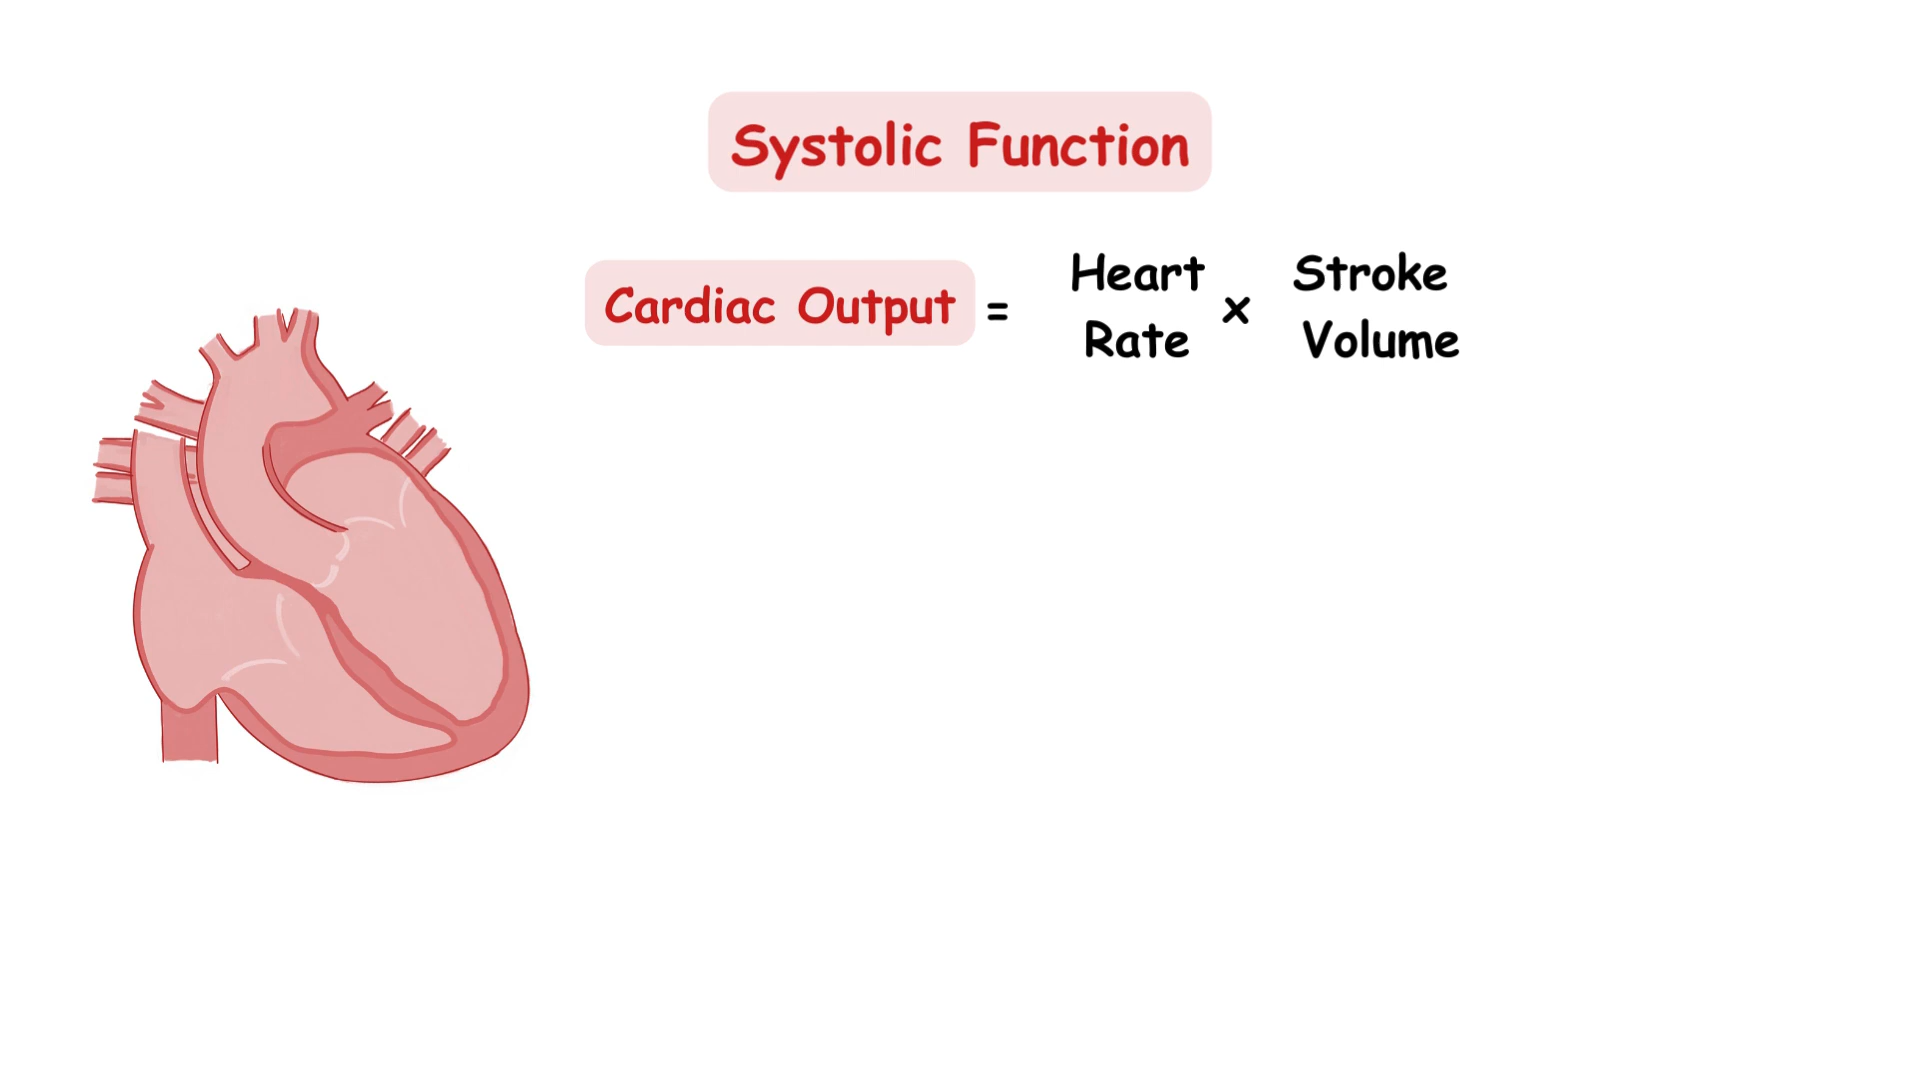 Systolic Function
Cardiac Output = Heart Rate × Stroke Volume